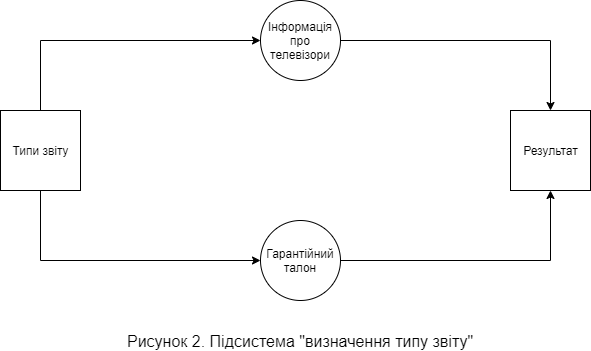 Інформація
про
телевізори
Типи звіту
Результат
Гарантійний
талон
Рисунок 2. Підсистема "визначення типу звіту"